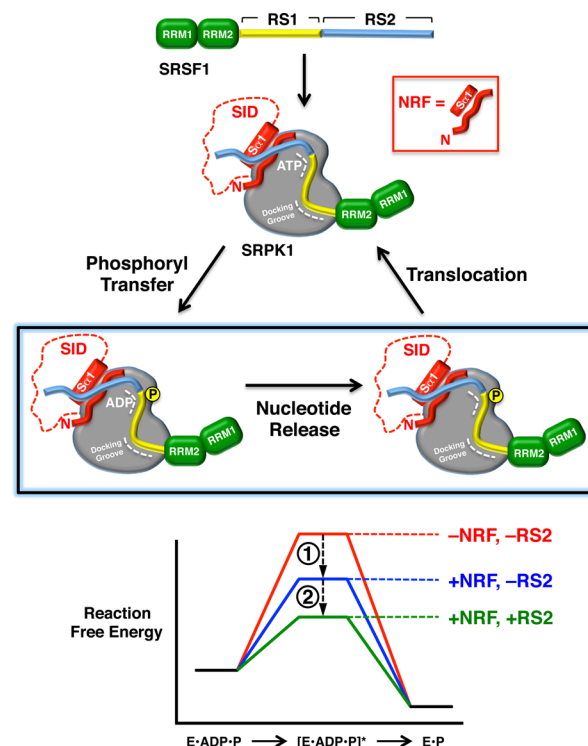 RS1 RS2
RRM1 RRM2
SRSF1
NRF = Sα1
N
SID
Sα1
N
ATP
Docking
Groove
RRM2 RRM1
SRPK1
Phosphoryl
Transfer
Translocation
SID
Sα1
N
ADP
P
Docking
Groove
RRM2 RRM1
Nucleotide
Release
SID
Sα1
N
P
Docking
Groove
RRM2 RRM1
Reaction
Free Energy
1
2
–NRF, –RS2
+NRF, –RS2
+NRF, +RS2
E•ADP•P [E•ADP•P]* E•P